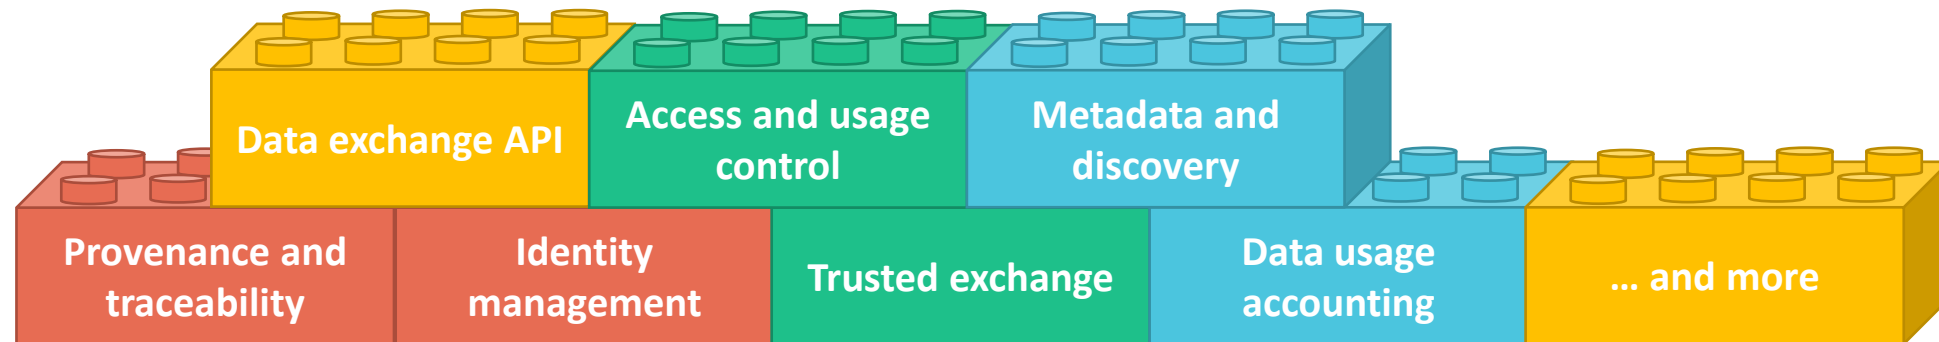 Data exchange API
Access and usage
control
Metadata and
discovery
Provenance and
traceability
Identity
management
Trusted exchange
Data usage
accounting
... and more